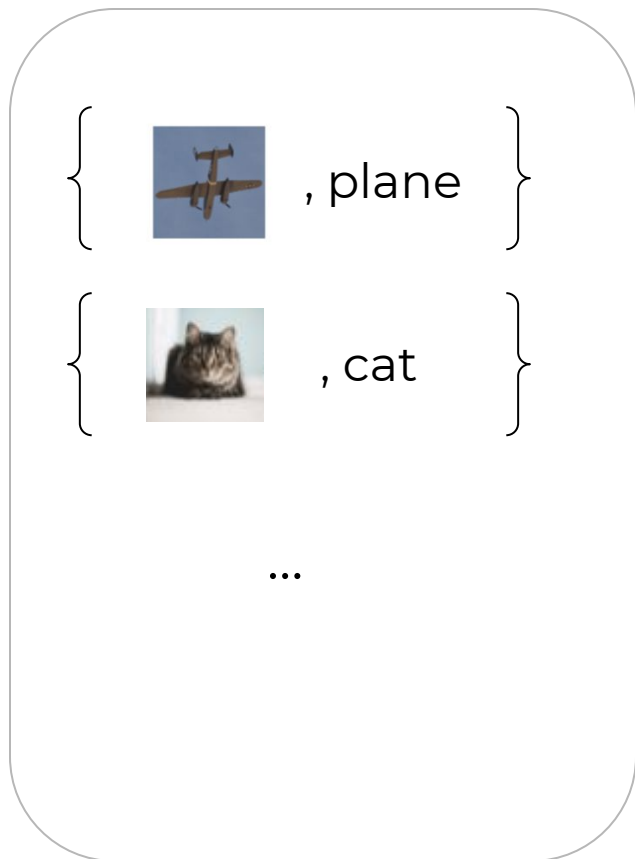 { , plane }
{ , cat }
...